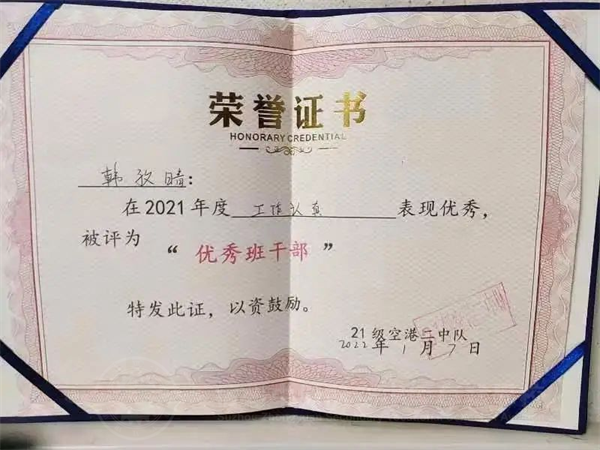 荣誉证书
HONORARY CREDENTIAL
韩孜晴：
在2021年度 工作认真 表现优秀，
被评为 “优秀班干部”
特发此证，以资鼓励。
21级空港二中队
2022年1月7日